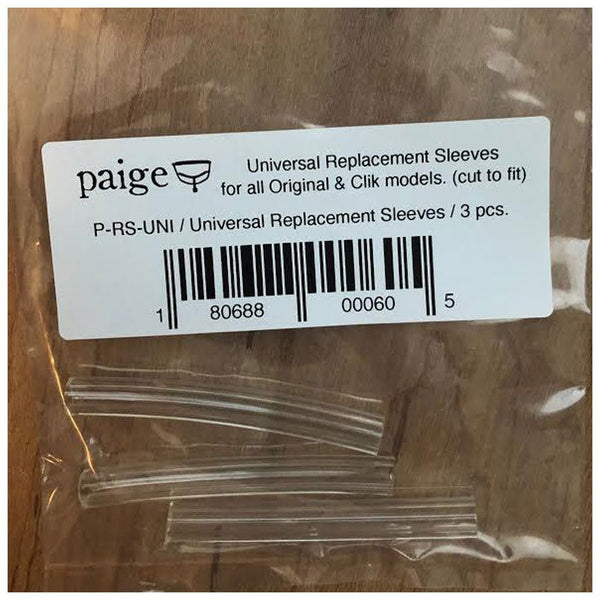 paige
Universal Replacement Sleeves
for all Original & Clik models. (cut to fit)
P-RS-UNI / Universal Replacement Sleeves / 3 pcs.
1 80688 00060 5